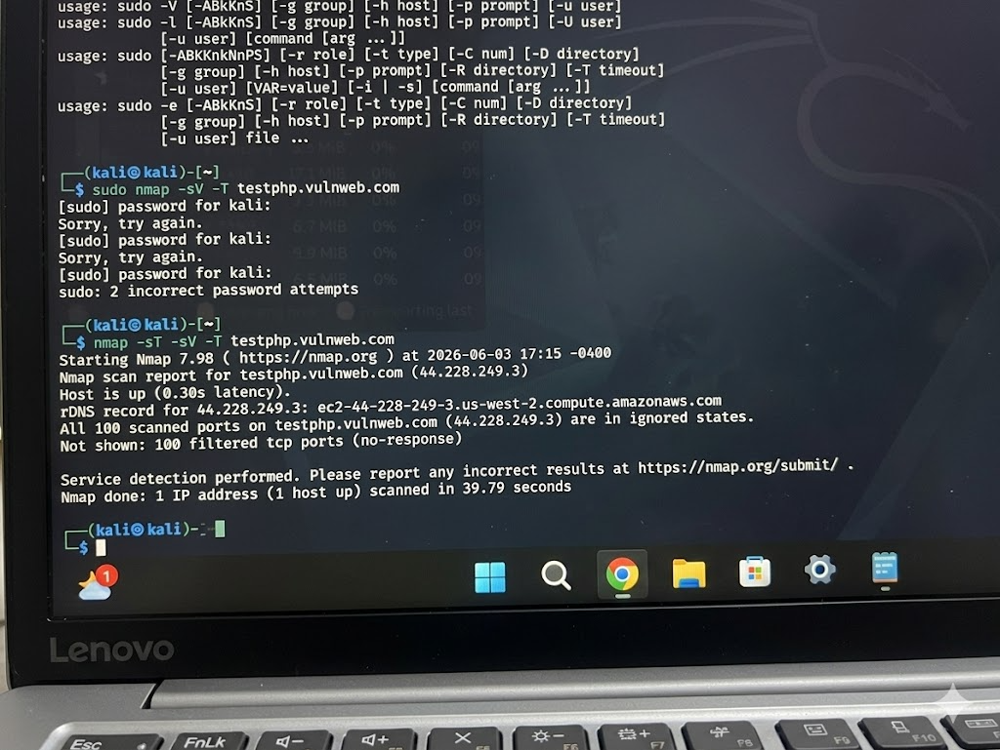 usage: sudo -V [-ABkKnS] [-g group] [-h host] [-p prompt] [-u user]
usage: sudo -l [-ABkKnS] [-g group] [-h host] [-p prompt] [-U user]
[-u user] [command [arg ...]]
usage: sudo [-ABKKnkNnPS] [-r role] [-t type] [-C num] [-D directory]
[-g group] [-h host] [-p prompt] [-R directory] [-T timeout]
[-u user] [VAR=value] [-i | -s] [command [arg ...]]
usage: sudo -e [-ABkKnS] [-r role] [-t type] [-C num] [-D directory]
[-g group] [-h host] [-p prompt] [-R directory] [-T timeout]
[-u user] file ...
(kali@kali)-[~]
$ sudo nmap -sV -T testphp.vulnweb.com
[sudo] password for kali:
Sorry, try again.
[sudo] password for kali:
Sorry, try again.
[sudo] password for kali:
sudo: 2 incorrect password attempts
(kali@kali)-[~]
$ nmap -sT -sV -T testphp.vulnweb.com
Starting Nmap 7.98 ( https://nmap.org ) at 2026-06-03 17:15 -0400
Nmap scan report for testphp.vulnweb.com (44.228.249.3)
Host is up (0.30s latency).
rDNS record for 44.228.249.3: ec2-44-228-249-3.us-west-2.compute.amazonaws.com
All 100 scanned ports on testphp.vulnweb.com (44.228.249.3) are in ignored states.
Not shown: 100 filtered tcp ports (no-response)
Service detection performed. Please report any incorrect results at https://nmap.org/submit/ .
Nmap done: 1 IP address (1 host up) scanned in 39.79 seconds
(kali@kali)-
$
1
Lenovo
Esc
FnLk
F7
F8
F9
F10